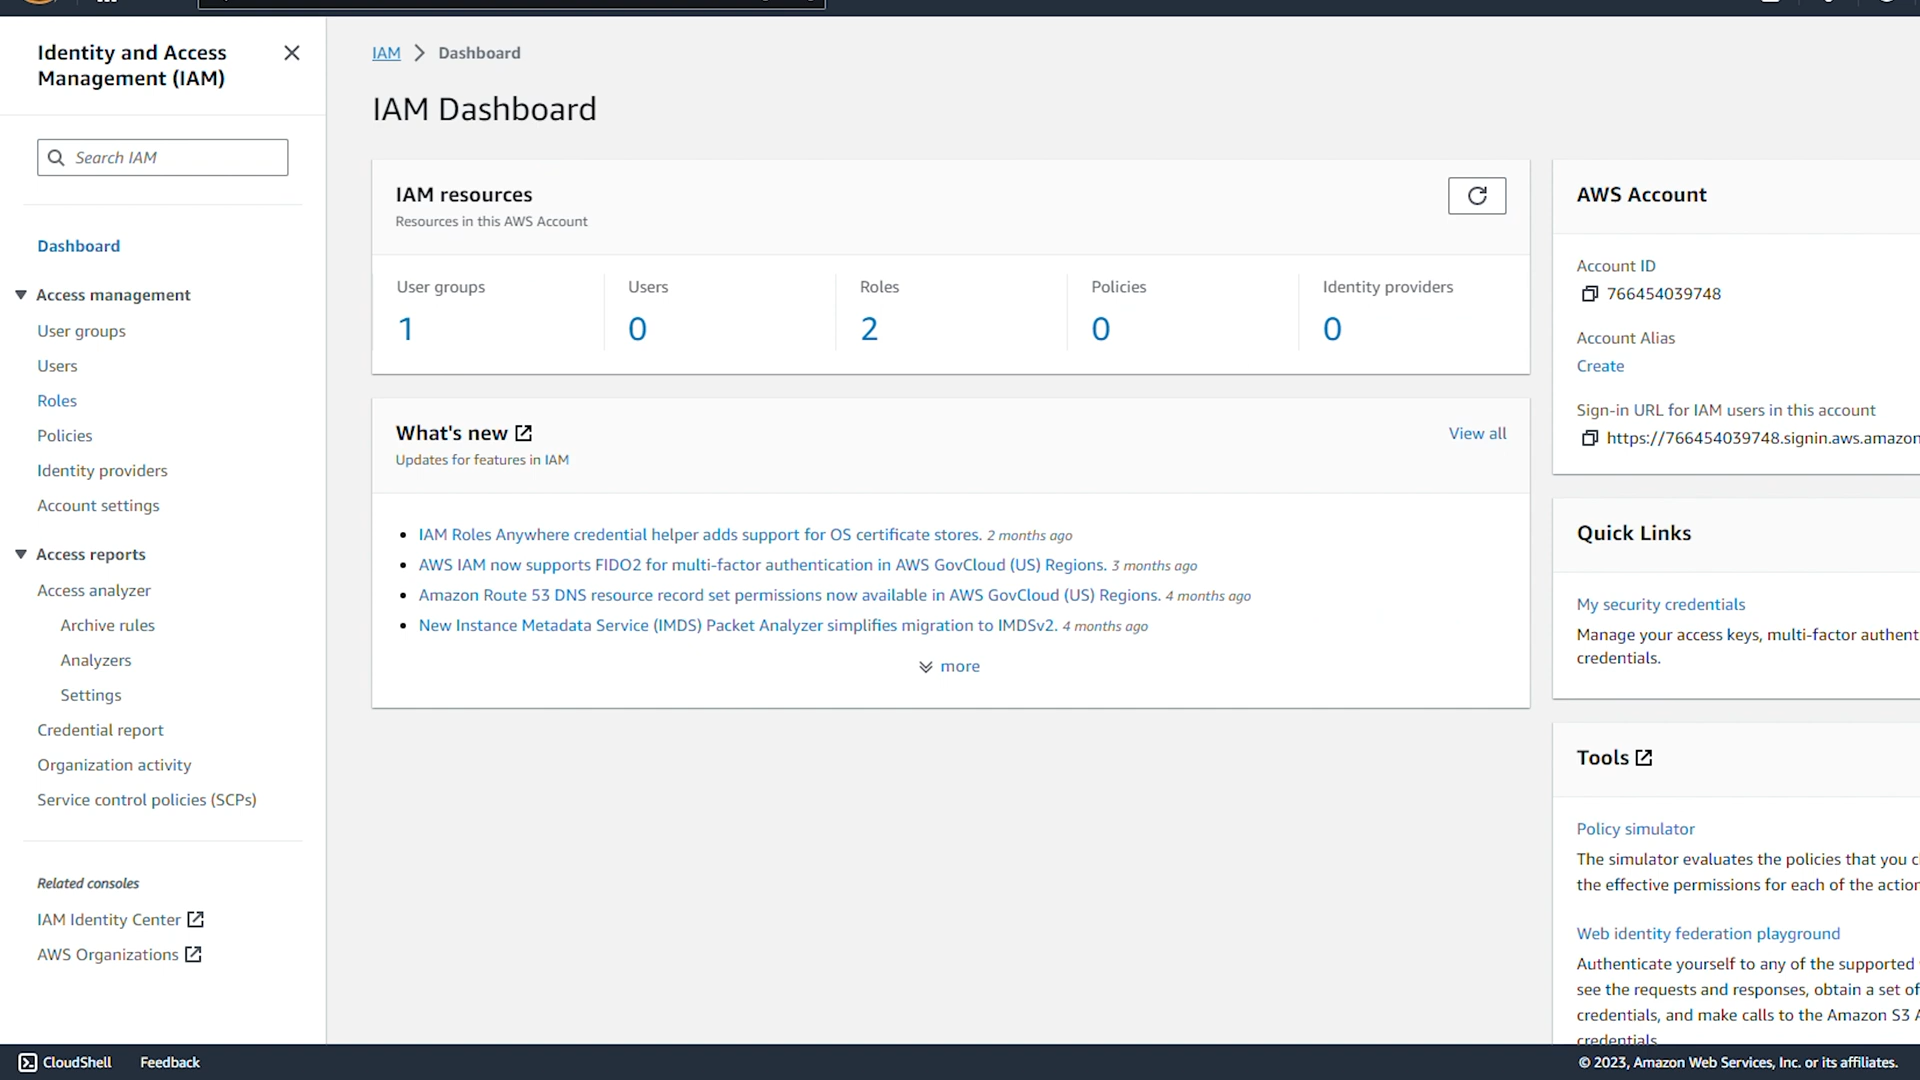 Identity and Access
Management (IAM)
Search IAM
Dashboard
Access management
User groups
Users
Roles
Policies
Identity providers
Account settings
Access reports
Access analyzer
Archive rules
Analyzers
Settings
Credential report
Organization activity
Service control policies (SCPs)
Related consoles
IAM Identity Center
AWS Organizations
IAM > Dashboard
IAM Dashboard
IAM resources
Resources in this AWS Account
User groups
1
Users
0
Roles
2
Policies
0
Identity providers
0
What's new
Updates for features in IAM
View all
IAM Roles Anywhere credential helper adds support for OS certificate stores. 2 months ago
AWS IAM now supports FIDO2 for multi-factor authentication in AWS GovCloud (US) Regions. 3 months ago
Amazon Route 53 DNS resource record set permissions now available in AWS GovCloud (US) Regions. 4 months ago
New Instance Metadata Service (IMDS) Packet Analyzer simplifies migration to IMDSv2. 4 months ago
more
AWS Account
Account ID
766454039748
Account Alias
Create
Sign-in URL for IAM users in this account
https://766454039748.signin.aws.amazon
Quick Links
My security credentials
Manage your access keys, multi-factor authent
credentials.
Tools
Policy simulator
The simulator evaluates the policies that you c
the effective permissions for each of the action
Web identity federation playground
Authenticate yourself to any of the supported
see the requests and responses, obtain a set of
credentials, and make calls to the Amazon S3 A
credentials.
CloudShell
Feedback
© 2023, Amazon Web Services, Inc. or its affiliates.